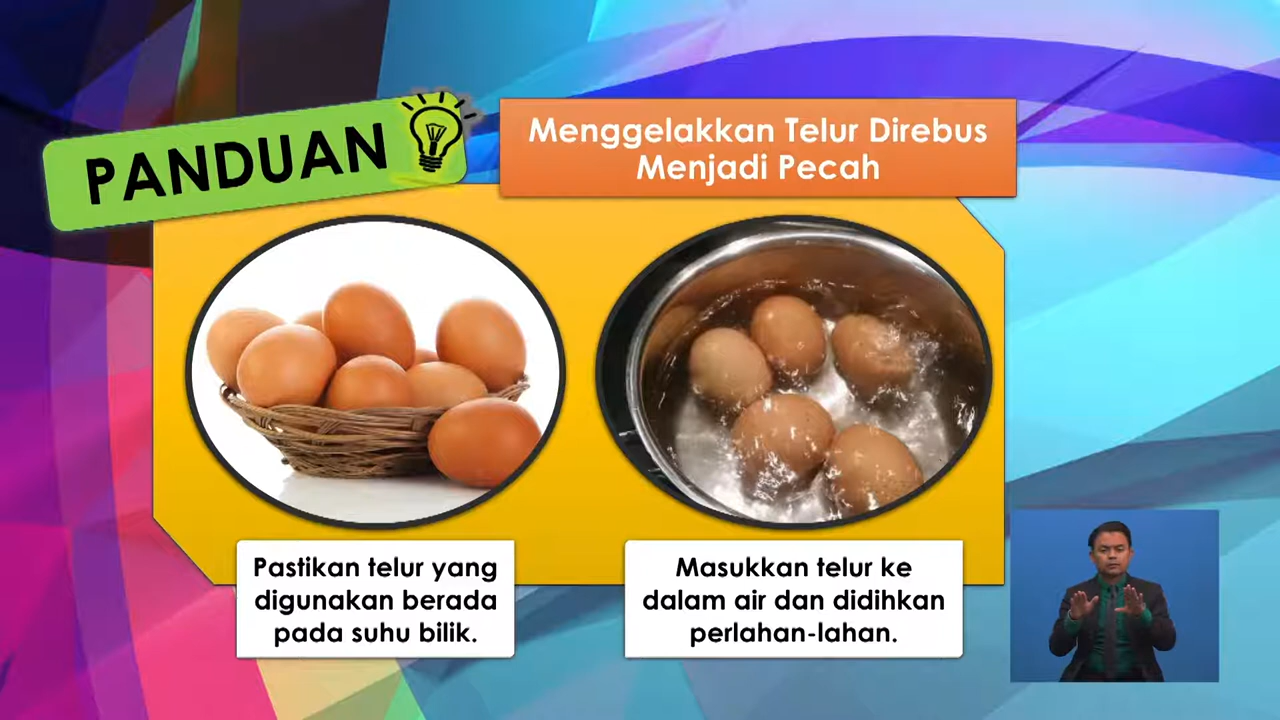 PANDUAN
Menggelakkan Telur Direbus
Menjadi Pecah
Pastikan telur yang
digunakan berada
pada suhu bilik.
Masukkan telur ke
dalam air dan didihkan
perlahan-lahan.